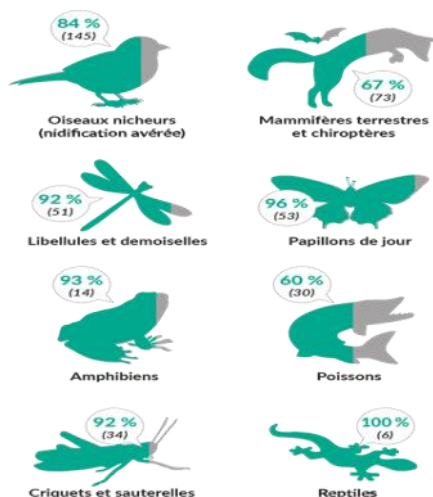 84 %
(145)
Oiseaux nicheurs
(nidification avérée)
67 %
(73)
Mammifères terrestres
et chiroptères
92 %
(51)
Libellules et demoiselles
96 %
(53)
Papillons de jour
93 %
(14)
Amphibiens
60 %
(30)
Poissons
92 %
(34)
Criquets et sauterelles
100 %
(6)
Reptiles